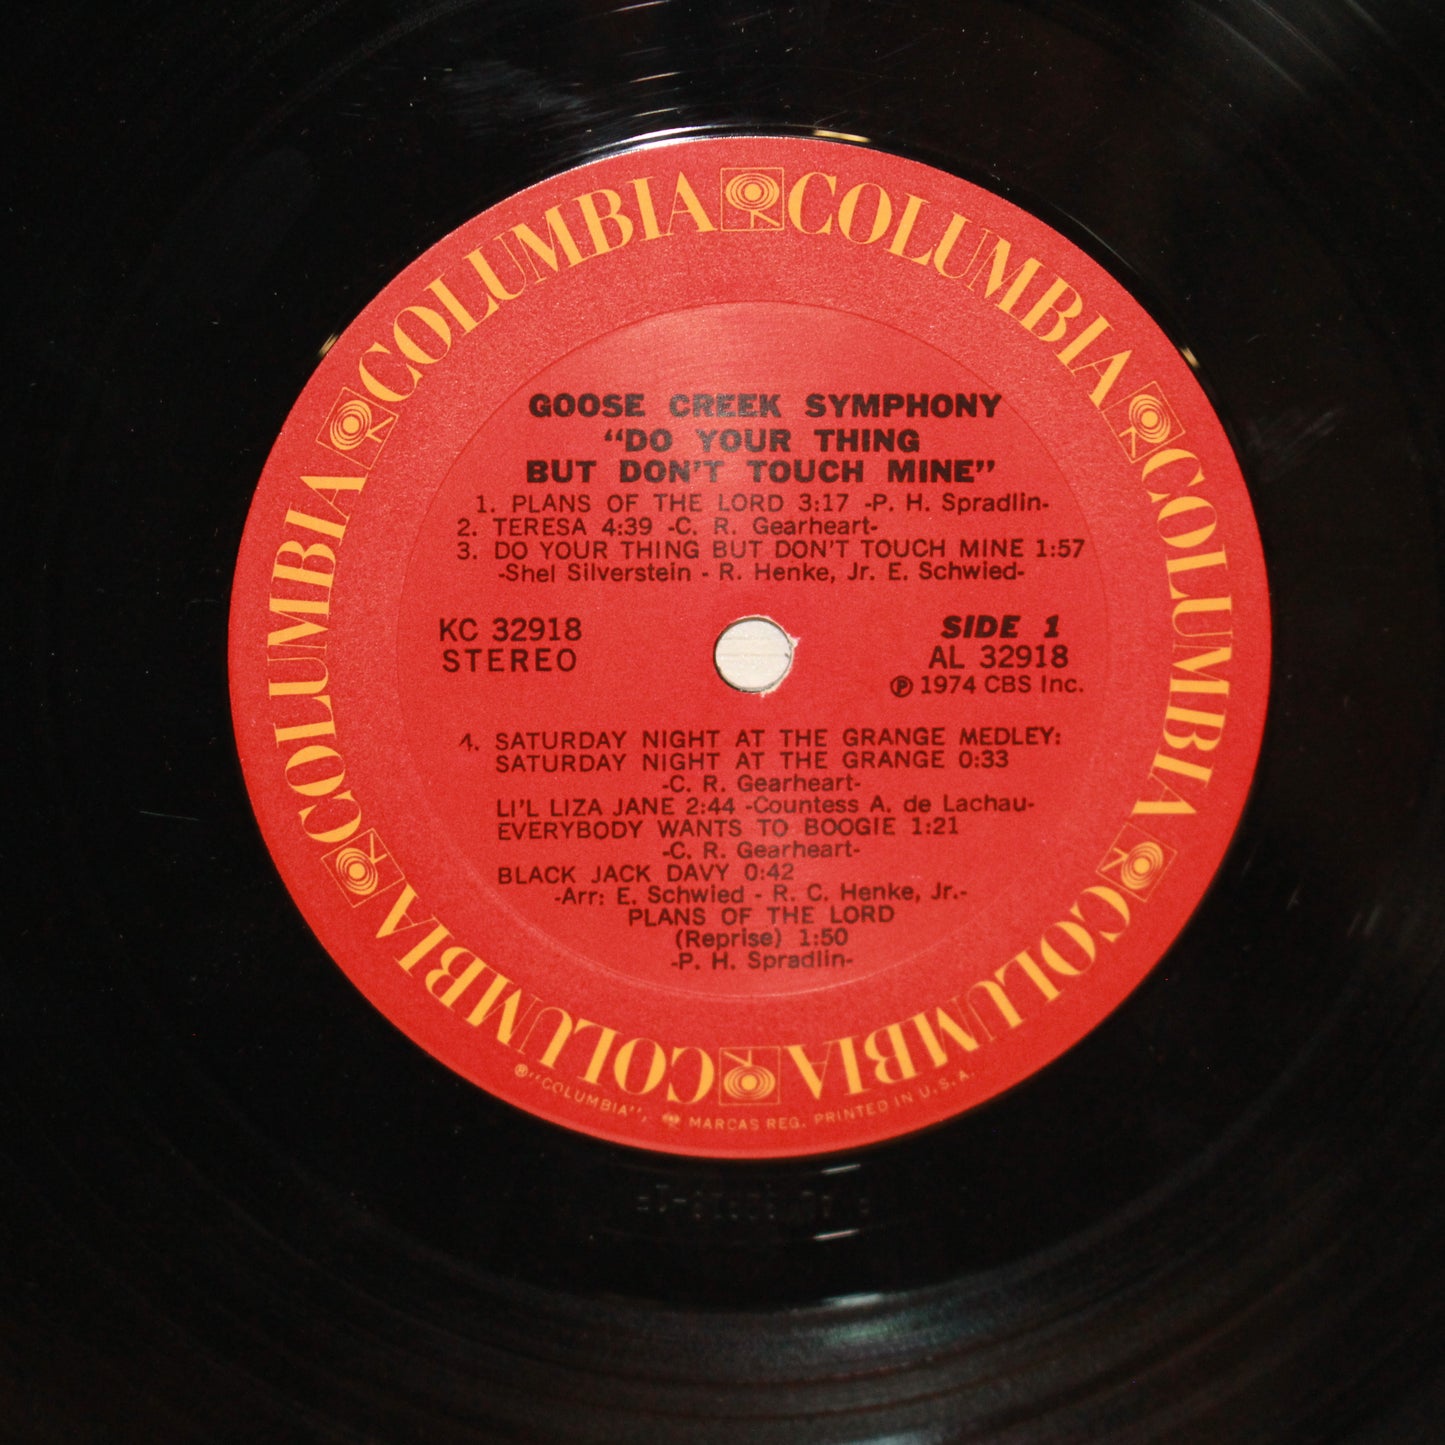 COLUMBIA COLUMBIA COLUMBIA COLUMBIA COLUMBIA COLUMBIA
GOOSE CREEK SYMPHONY
"DO YOUR THING
BUT DON'T TOUCH MINE"
1. PLANS OF THE LORD 3:17 -P. H. Spradlin-
2. TERESA 4:39 -C. R. Gearheart-
3. DO YOUR THING BUT DON'T TOUCH MINE 1:57
-Shel Silverstein - R. Henke, Jr. E. Schwied-
KC 32918
STEREO
SIDE 1
AL 32918
Ⓟ 1974 CBS Inc.
4. SATURDAY NIGHT AT THE GRANGE MEDLEY:
SATURDAY NIGHT AT THE GRANGE 0:33
-C. R. Gearheart-
LI'L LIZA JANE 2:44 -Countess A. de Lachau-
EVERYBODY WANTS TO BOOGIE 1:21
-C. R. Gearheart-
BLACK JACK DAVY 0:42
-Arr: E. Schwied - R. C. Henke, Jr.-
PLANS OF THE LORD
(Reprise) 1:50
-P. H. Spradlin-
COLUMBIA COLUMBIA
®"COLUMBIA", MARCAS REG. PRINTED IN U.S.A.